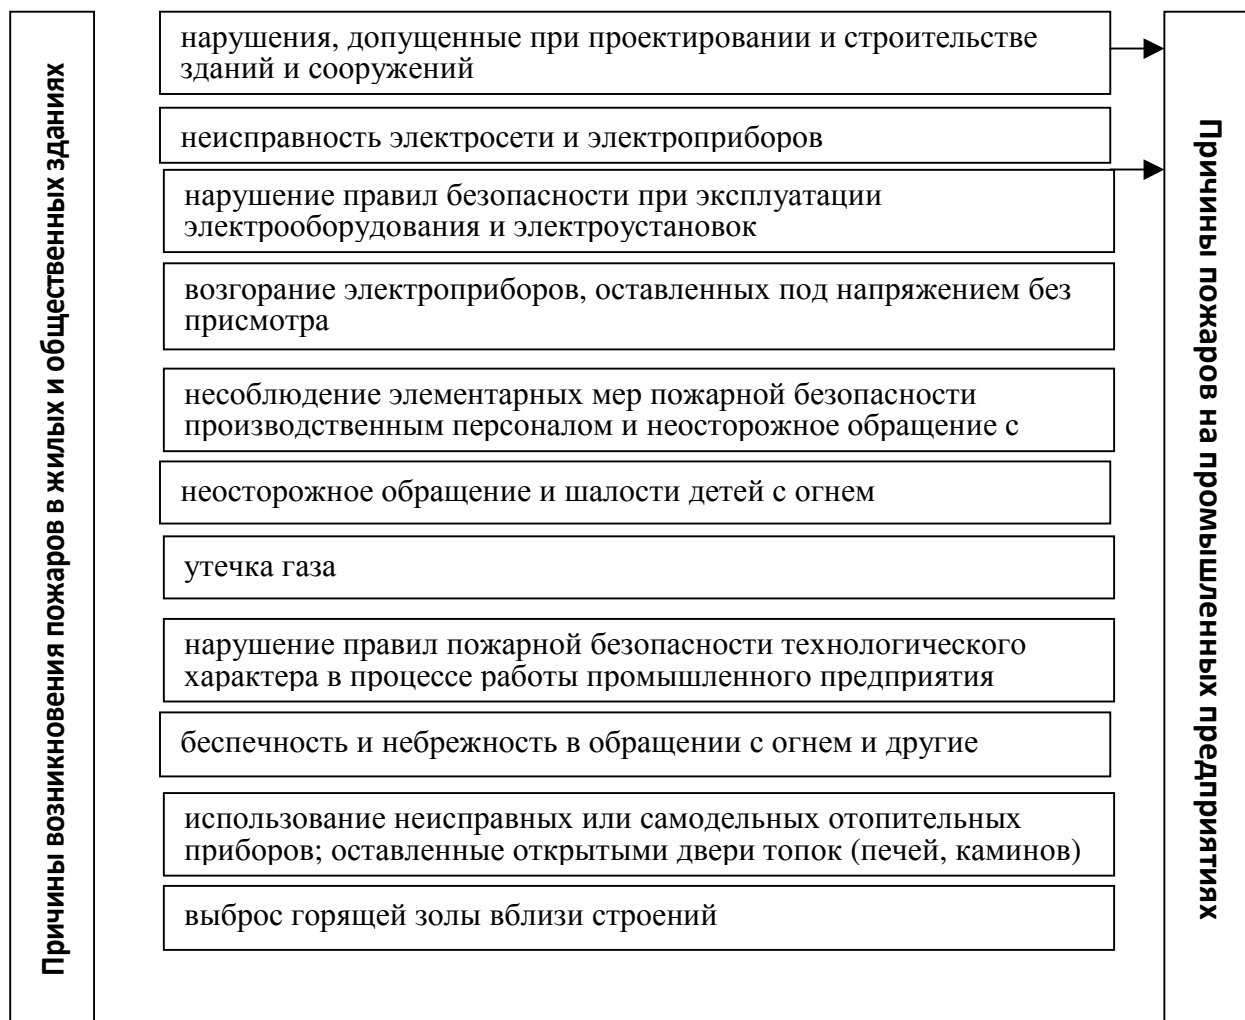 Причины возникновения пожаров в жилых и общественных зданиях
нарушения, допущенные при проектировании и строительстве
зданий и сооружений
неисправность электросети и электроприборов
нарушение правил безопасности при эксплуатации
электрооборудования и электроустановок
возгорание электроприборов, оставленных под напряжением без
присмотра
несоблюдение элементарных мер пожарной безопасности
производственным персоналом и неосторожное обращение с
неосторожное обращение и шалости детей с огнем
утечка газа
нарушение правил пожарной безопасности технологического
характера в процессе работы промышленного предприятия
беспечность и небрежность в обращении с огнем и другие
использование неисправных или самодельных отопительных
приборов; оставленные открытыми двери топок (печей, каминов)
выброс горящей золы вблизи строений
Причины пожаров на промышленных предприятиях